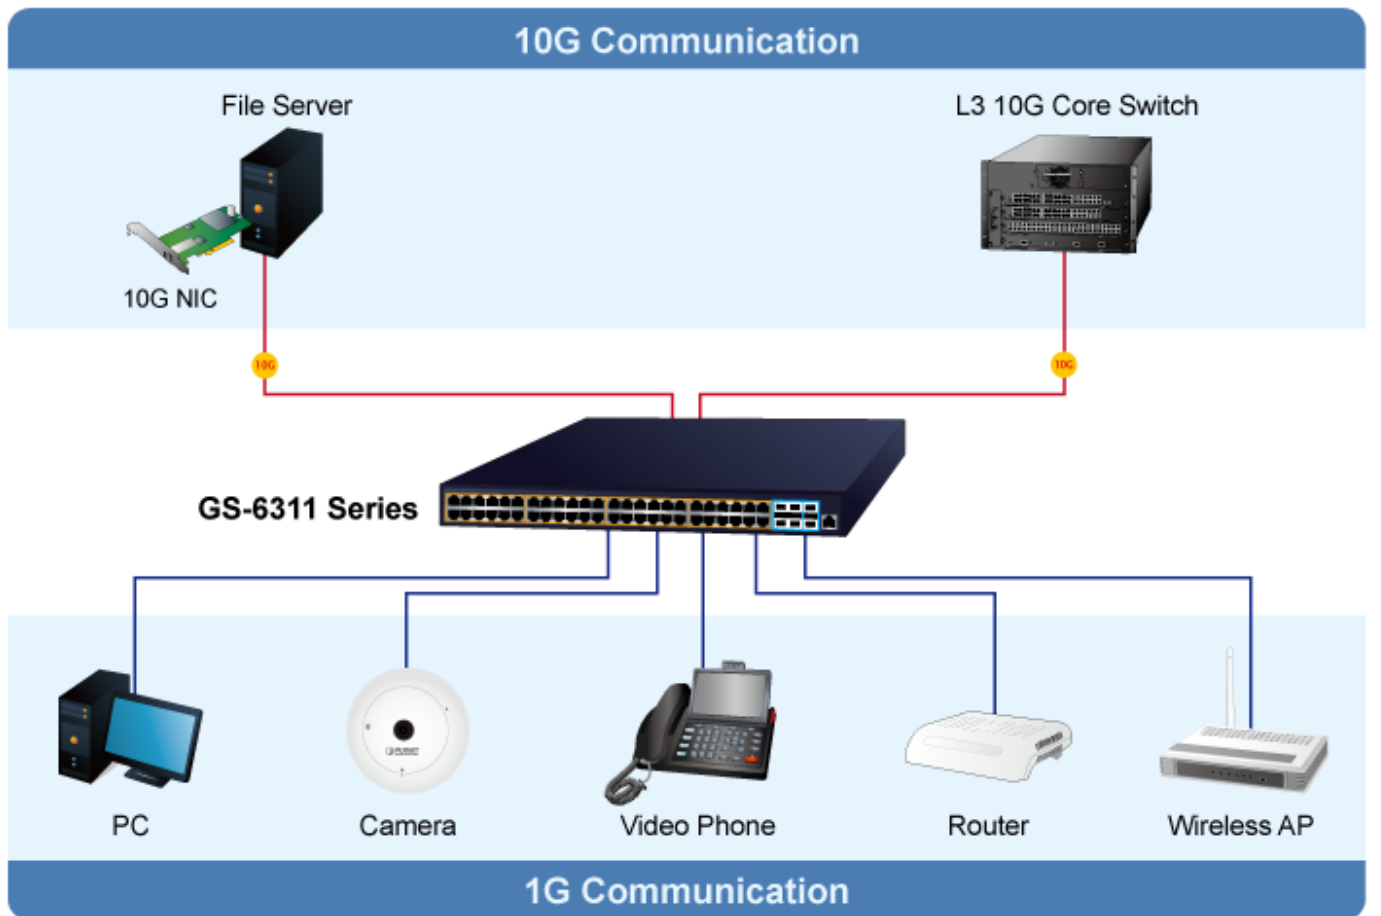 10G Communication
File Server
L3 10G Core Switch
10G NIC
10G
10G
GS-6311 Series
PLANET
PC
Camera
Video Phone
Router
Wireless AP
1G Communication